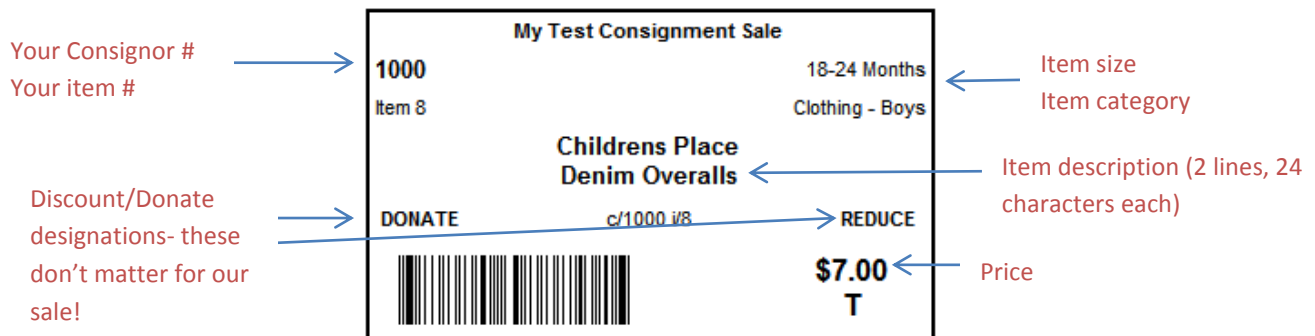 My Test Consignment Sale
Your Consignor #
Your item #
1000
18-24 Months
Item size
Item category
Item 8
Clothing - Boys
Childrens Place
Denim Overalls
Item description (2 lines, 24
characters each)
Discount/Donate
designations- these
don't matter for our
sale!
DONATE
c/1000 i/8
REDUCE
$7.00
T
Price